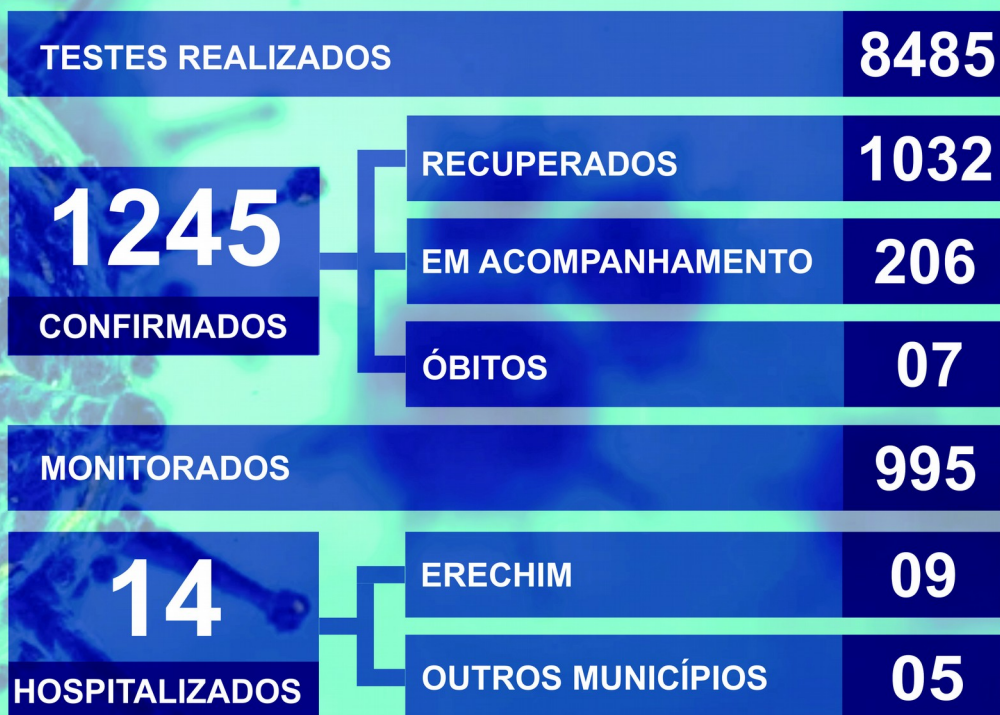 TESTES REALIZADOS 8485
1245
CONFIRMADOS
RECUPERADOS 1032
EM ACOMPANHAMENTO 206
ÓBITOS 07
MONITORADOS 995
14
HOSPITALIZADOS
ERECHIM 09
OUTROS MUNICÍPIOS 05